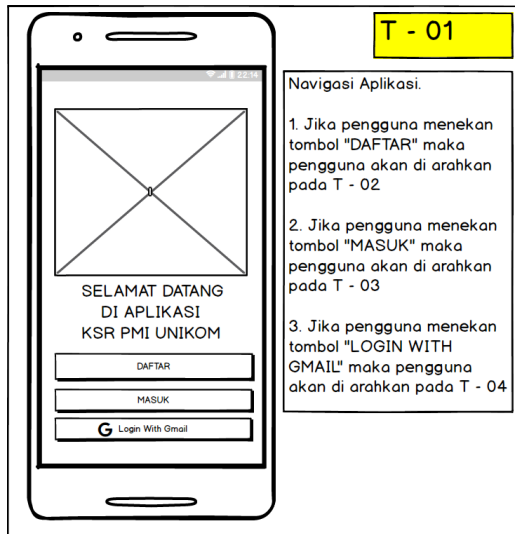 T - 01
22:14
SELAMAT DATANG
DI APLIKASI
KSR PMI UNIKOM
DAFTAR
MASUK
G Login With Gmail
Navigasi Aplikasi.
1. Jika pengguna menekan
tombol "DAFTAR" maka
pengguna akan di arahkan
pada T - 02
2. Jika pengguna menekan
tombol "MASUK" maka
pengguna akan di arahkan
pada T - 03
3. Jika pengguna menekan
tombol "LOGIN WITH
GMAIL" maka pengguna
akan di arahkan pada T - 04